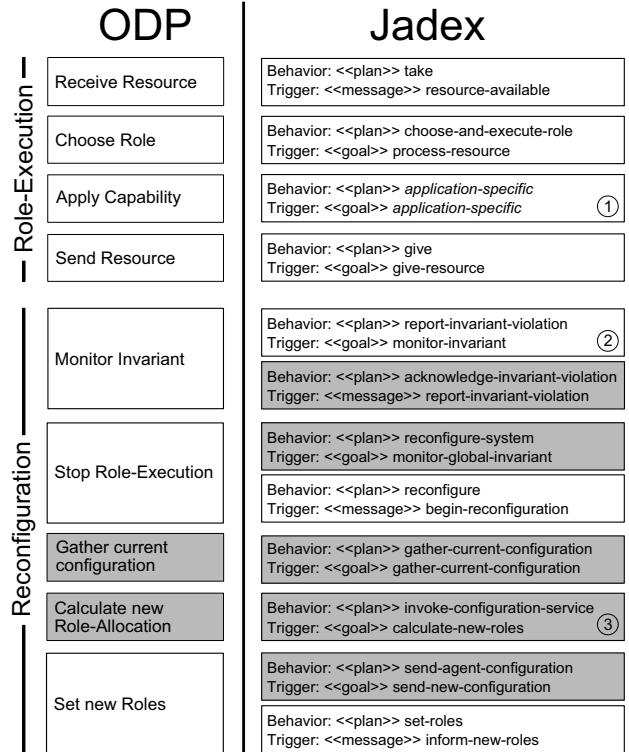 ODP
Jadex
Role-Execution
Receive Resource
Behavior: <<plan>> take
Trigger: <<message>> resource-available
Choose Role
Behavior: <<plan>> choose-and-execute-role
Trigger: <<goal>> process-resource
Apply Capability
Behavior: <<plan>> application-specific
Trigger: <<goal>> application-specific
1
Send Resource
Behavior: <<plan>> give
Trigger: <<goal>> give-resource
Reconfiguration
Monitor Invariant
Behavior: <<plan>> report-invariant-violation
Trigger: <<goal>> monitor-invariant
2
Behavior: <<plan>> acknowledge-invariant-violation
Trigger: <<message>> report-invariant-violation
Stop Role-Execution
Behavior: <<plan>> reconfigure-system
Trigger: <<goal>> monitor-global-invariant
Behavior: <<plan>> reconfigure
Trigger: <<message>> begin-reconfiguration
Gather current
configuration
Behavior: <<plan>> gather-current-configuration
Trigger: <<goal>> gather-current-configuration
Calculate new
Role-Allocation
Behavior: <<plan>> invoke-configuration-service
Trigger: <<goal>> calculate-new-roles
3
Set new Roles
Behavior: <<plan>> send-agent-configuration
Trigger: <<goal>> send-new-configuration
Behavior: <<plan>> set-roles
Trigger: <<message>> inform-new-roles